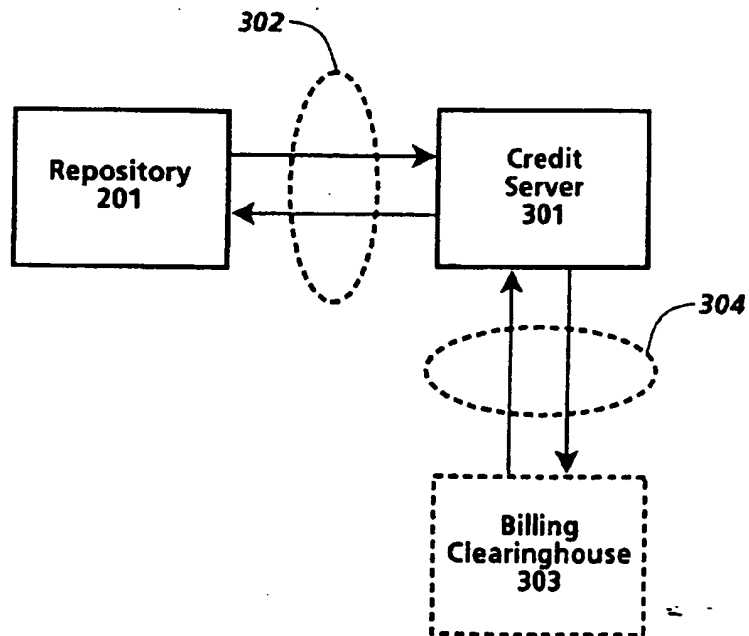 302
Repository
201
Credit
Server
301
304
Billing
Clearinghouse
303